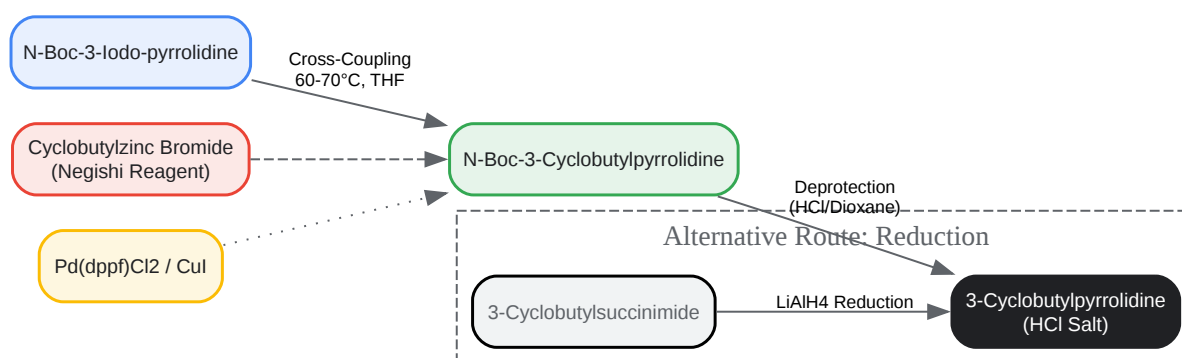 N-Boc-3-Iodo-pyrrolidine
Cross-Coupling
60-70°C, THF
Cyclobutylzinc Bromide
(Negishi Reagent)
N-Boc-3-Cyclobutylpyrrolidine
Deprotection
(HCl/Dioxane)
Alternative Route: Reduction
Pd(dppf)Cl2 / CuI
3-Cyclobutylsuccinimide
LiAlH4 Reduction
3-Cyclobutylpyrrolidine
(HCl Salt)